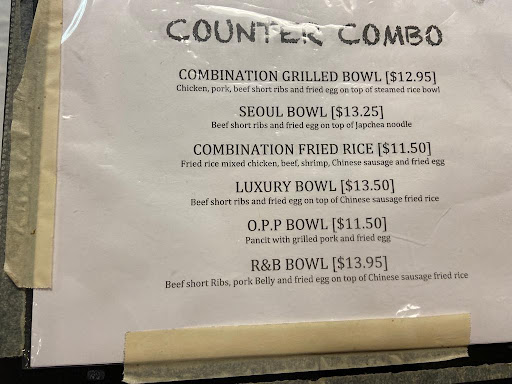 COUNTER COMBO
COMBINATION GRILLED BOWL [$12.95]
Chicken, pork, beef short ribs and fried egg on top of steamed rice bowl
SEOUL BOWL [$13.25]
Beef short ribs and fried egg on top of Japchea noodle
COMBINATION FRIED RICE [$11.50]
Fried rice mixed chicken, beef, shrimp, Chinese sausage and fried egg
LUXURY BOWL [$13.50]
Beef short ribs and fried egg on top of Chinese sausage fried rice
O.P.P BOWL [$11.50]
Pancit with grilled pork and fried egg
R&B BOWL [$13.95]
Beef short Ribs, pork Belly and fried egg on top of Chinese sausage fried rice